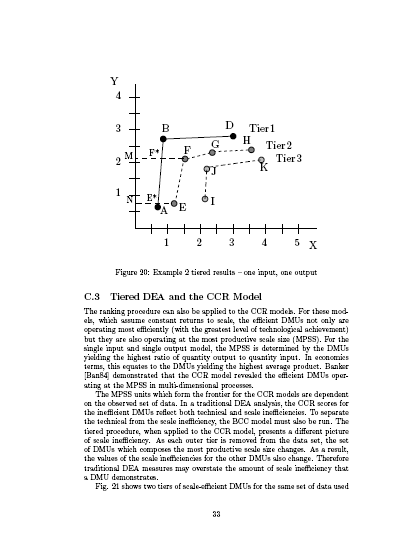 Y
4
3
2
1
B
D
Tier 1
H
G
Tier 2
F*
F
M
Tier 3
J
K
N
E*
A
E
I
1 2 3 4 5 X
Figure 20: Example 2 tiered results – one input, one output
C.3 Tiered DEA and the CCR Model
The ranking procedure can also be applied to the CCR models. For these mod-
els, which assume constant returns to scale, the efficient DMUs not only are
operating most efficiently (with the greatest level of technological achievement)
but they are also operating at the most productive scale size (MPSS). For the
single input and single output model, the MPSS is determined by the DMUs
yielding the highest ratio of quantity output to quantity input. In economics
terms, this equates to the DMUs yielding the highest average product. Banker
[Ban84] demonstrated that the CCR model revealed the efficient DMUs oper-
ating at the MPSS in multi-dimensional processes.
The MPSS units which form the frontier for the CCR models are dependent
on the observed set of data. In a traditional DEA analysis, the CCR scores for
the inefficient DMUs reflect both technical and scale inefficiencies. To separate
the technical from the scale inefficiency, the BCC model must also be run. The
tiered procedure, when applied to the CCR model, presents a different picture
of scale inefficiency. As each outer tier is removed from the data set, the set
of DMUs which composes the most productive scale size changes. As a result,
the values of the scale inefficiencies for the other DMUs also change. Therefore
traditional DEA measures may overstate the amount of scale inefficiency that
a DMU demonstrates.
Fig. 21 shows two tiers of scale-efficient DMUs for the same set of data used
33